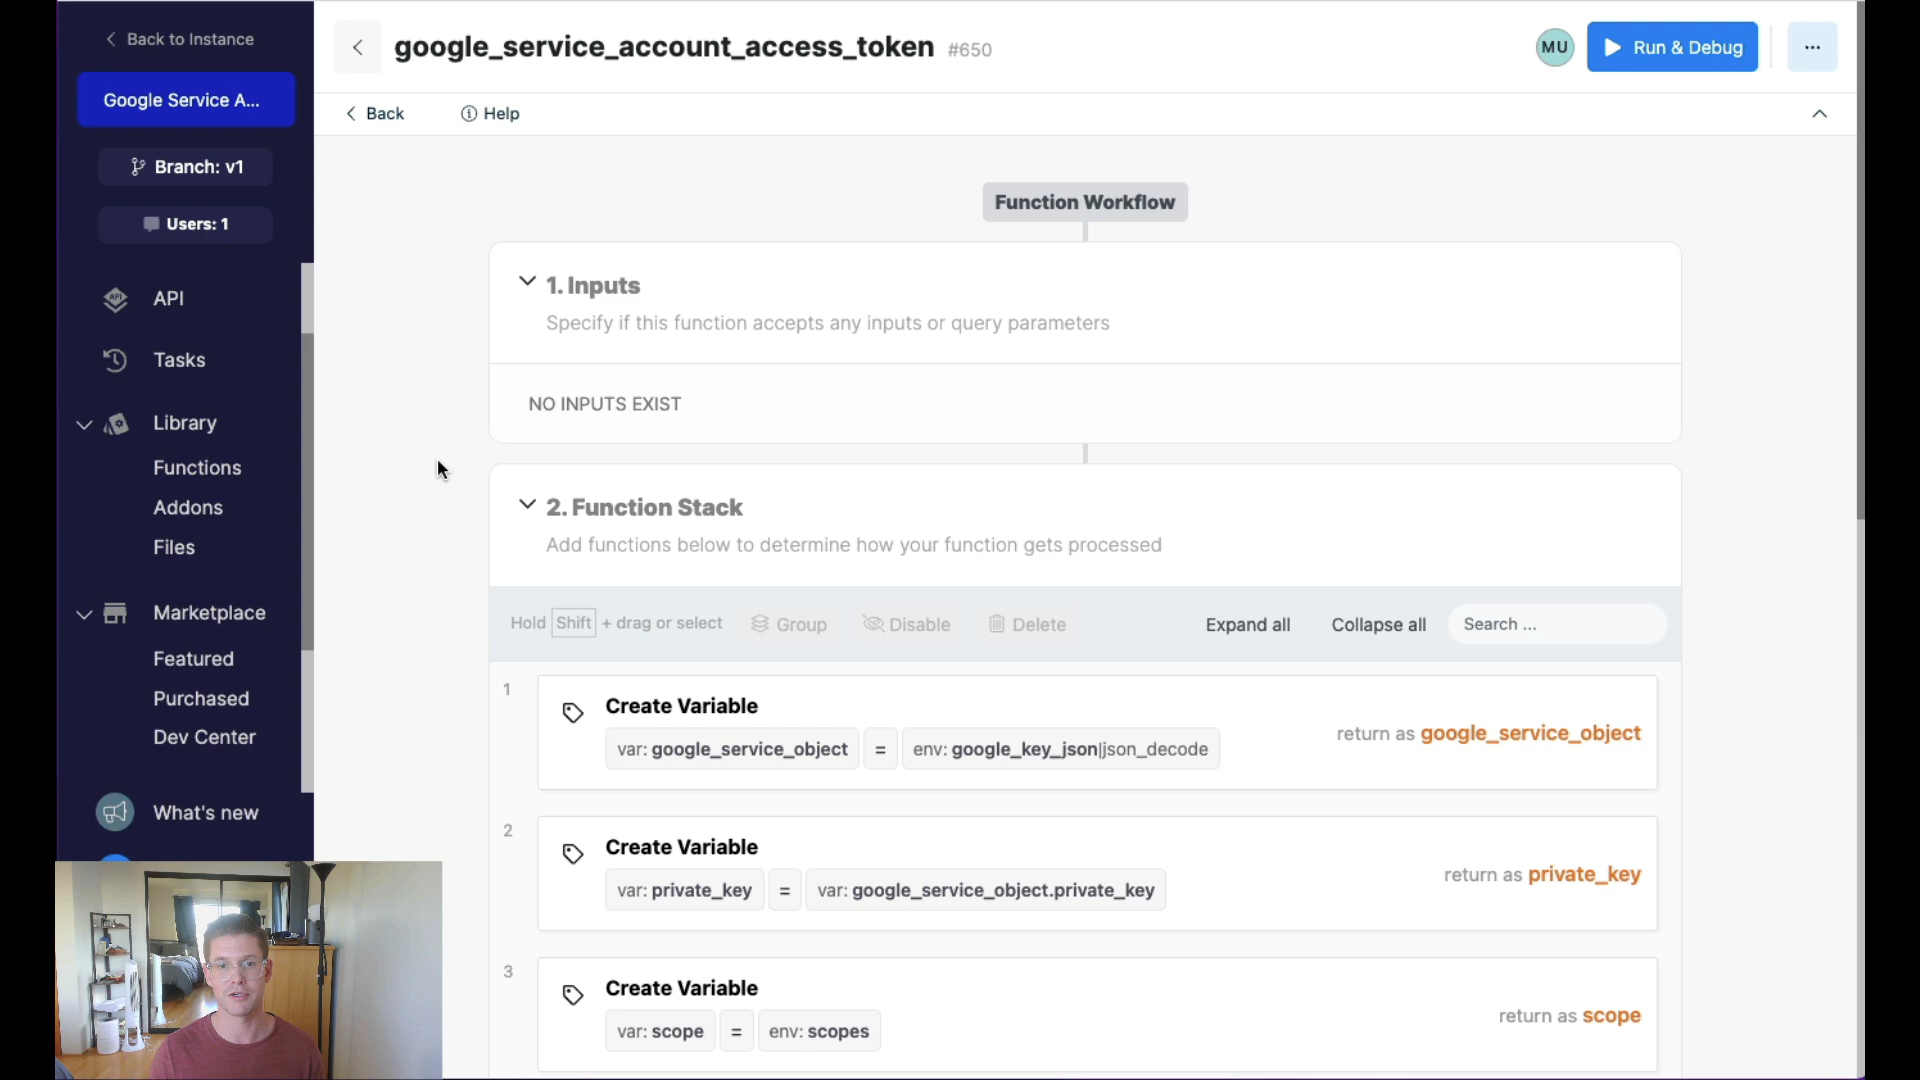 Back to Instance
Google Service A...
Branch: v1
Users: 1
API
Tasks
Library
Functions
Addons
Files
Marketplace
Featured
Purchased
Dev Center
What's new
google_service_account_access_token #650
MU
Run & Debug
...
Back
Help
Function Workflow
1. Inputs
Specify if this function accepts any inputs or query parameters
NO INPUTS EXIST
2. Function Stack
Add functions below to determine how your function gets processed
Hold Shift + drag or select Group Disable Delete Expand all Collapse all Search ...
1
Create Variable
var: google_service_object = env: google_key_json|json_decode
return as google_service_object
2
Create Variable
var: private_key = var: google_service_object.private_key
return as private_key
3
Create Variable
var: scope = env: scopes
return as scope